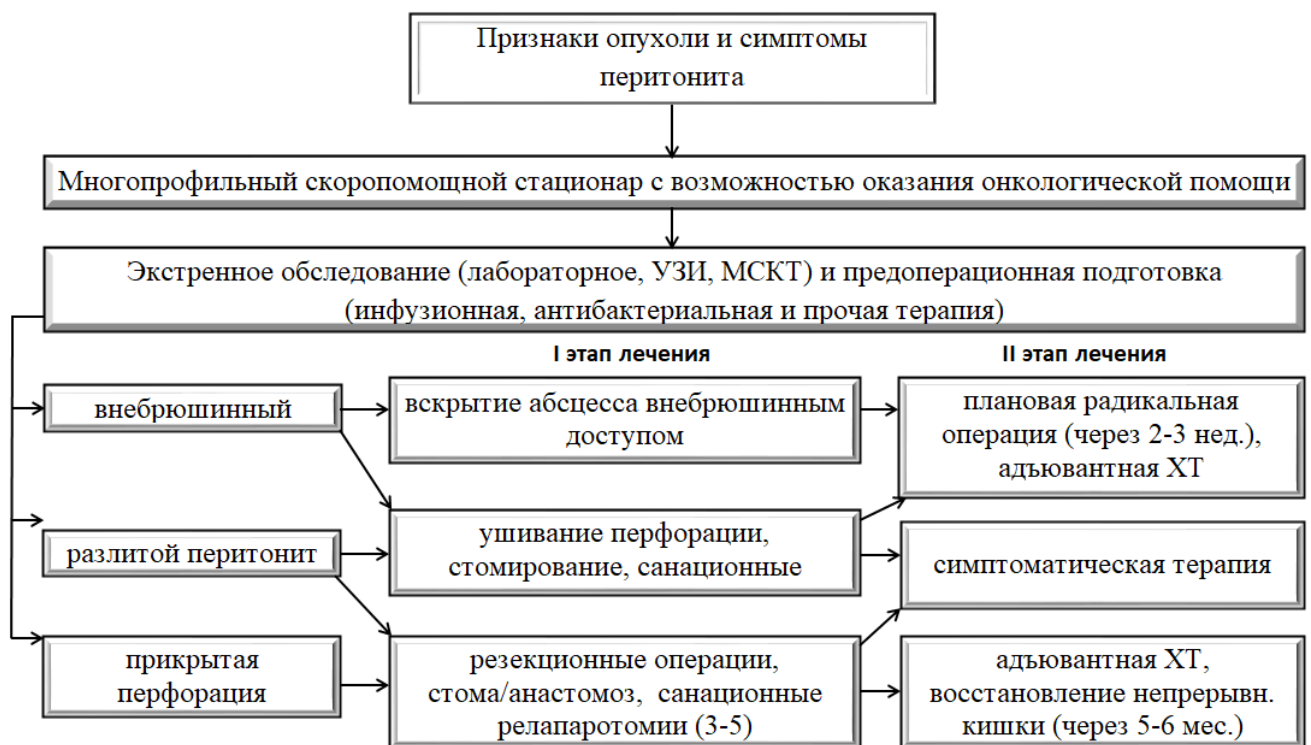 Признаки опухоли и симптомы
перитонита
Многопрофильный скоропомощной стационар с возможностью оказания онкологической помощи
Экстренное обследование (лабораторное, УЗИ, МСКТ) и предоперационная подготовка
(инфузионная, антибактериальная и прочая терапия)
I этап лечения
II этап лечения
внебрюшинный
вскрытие абсцесса внебрюшинным
доступом
плановая радикальная
операция (через 2-3 нед.),
адъювантная ХТ
разлитой перитонит
ушивание перфорации,
стомирование, санационные
симптоматическая терапия
прикрытая
перфорация
резекционные операции,
стома/анастомоз, санационные
релапаротомии (3-5)
адъювантная ХТ,
восстановление непрерывн.
кишки (через 5-6 мес.)